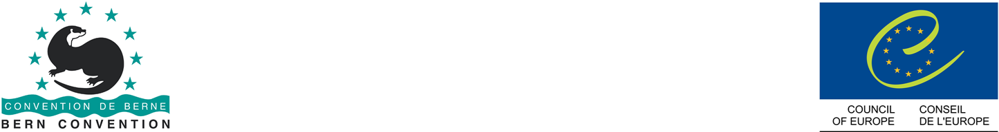 CONVENTION DE BERNE
BERN CONVENTION
COUNCIL OF EUROPE
CONSEIL DE L'EUROPE